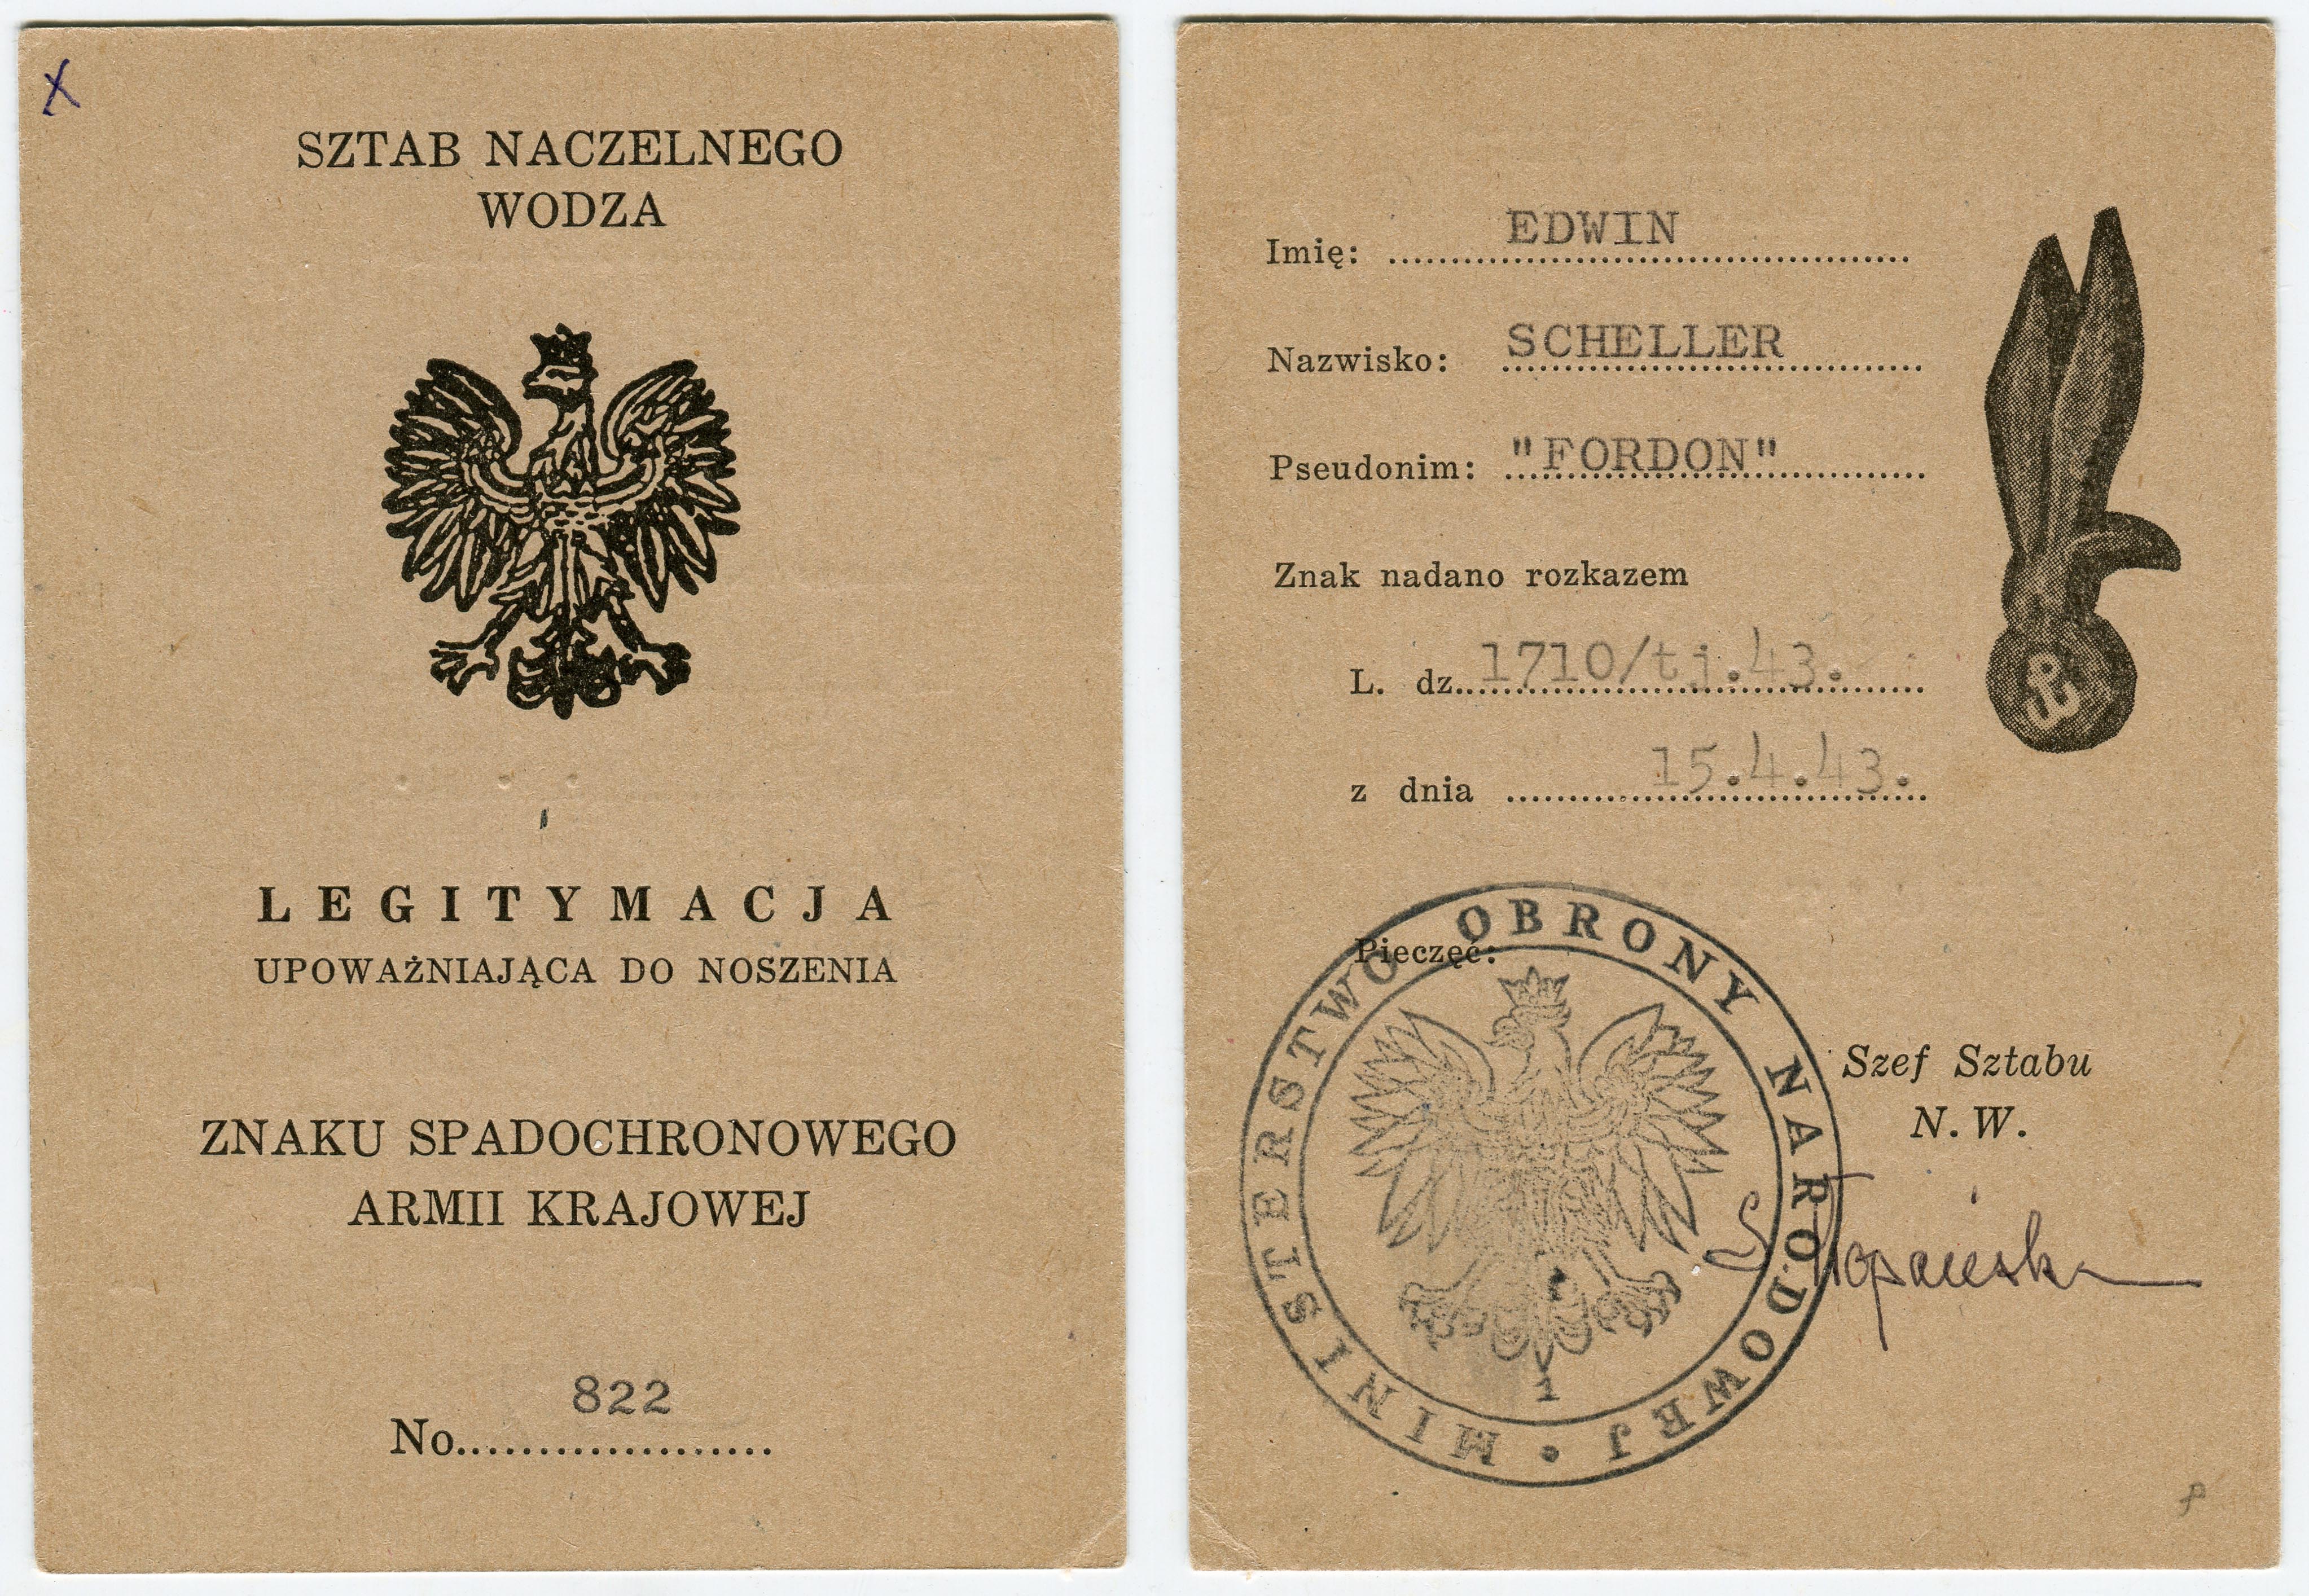 X
SZTAB NACZELNEGO
WODZA
LEGITYMACJA
UPOWAŻNIAJĄCA DO NOSZENIA
ZNAKU SPADOCHRONOWEGO
ARMII KRAJOWEJ
822
No....................
Imię: EDWIN
Nazwisko: SCHELLER
Pseudonim: "FORDON"
Znak nadano rozkazem
L. dz. 1710/tj.43.
z dnia 15.4.43.
Pieczęć:
MINISTERSTWO OBRONY NARODOWEJ
1
Szef Sztabu
N. W.